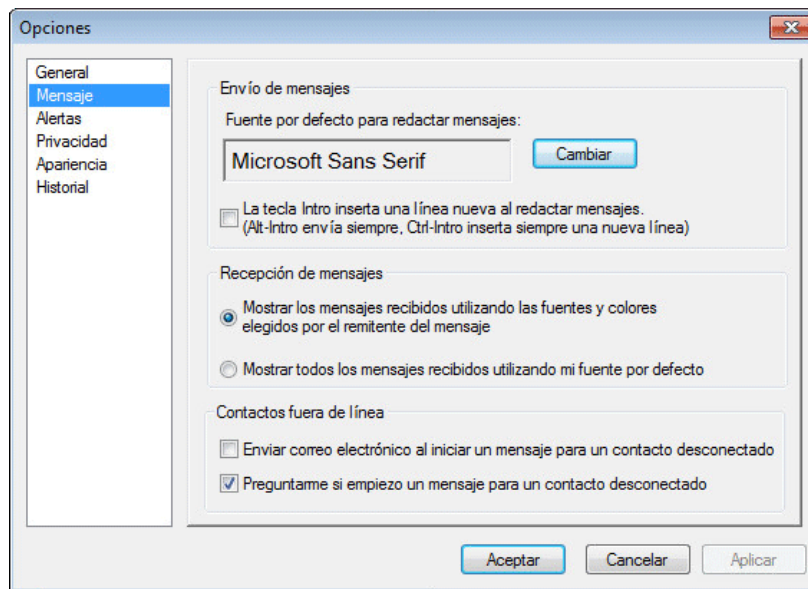 Opciones
General
Mensaje
Alertas
Privacidad
Apariencia
Historial
Envío de mensajes
Fuente por defecto para redactar mensajes:
Microsoft Sans Serif
Cambiar
La tecla Intro inserta una línea nueva al redactar mensajes.
(Alt-Intro envía siempre, Ctrl-Intro inserta siempre una nueva línea)
Recepción de mensajes
Mostrar los mensajes recibidos utilizando las fuentes y colores
elegidos por el remitente del mensaje
Mostrar todos los mensajes recibidos utilizando mi fuente por defecto
Contactos fuera de línea
Enviar correo electrónico al iniciar un mensaje para un contacto desconectado
Preguntarme si empiezo un mensaje para un contacto desconectado
Aceptar
Cancelar
Aplicar